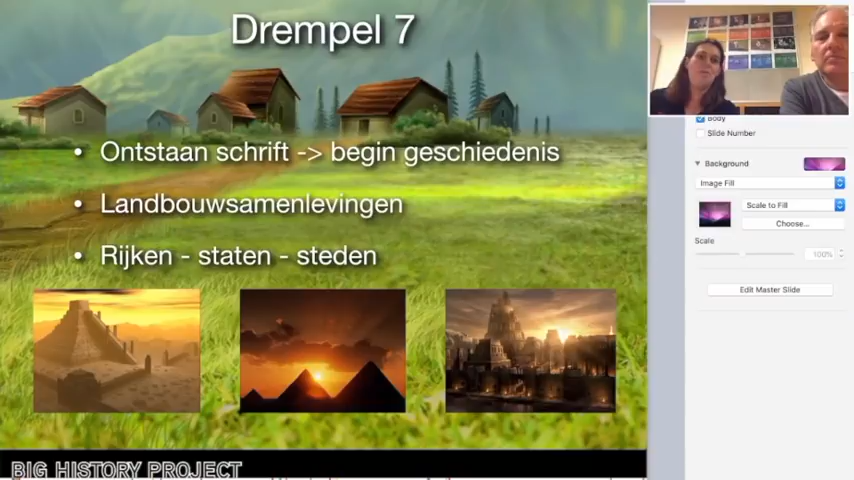 Drempel 7
• Ontstaan schrift -> begin geschiedenis
• Landbouwsamenlevingen
• Rijken - staten - steden
BIG HISTORY PROJECT
Body
Slide Number
Background
Image Fill
Scale to Fill
Choose...
Scale
100%
Edit Master Slide